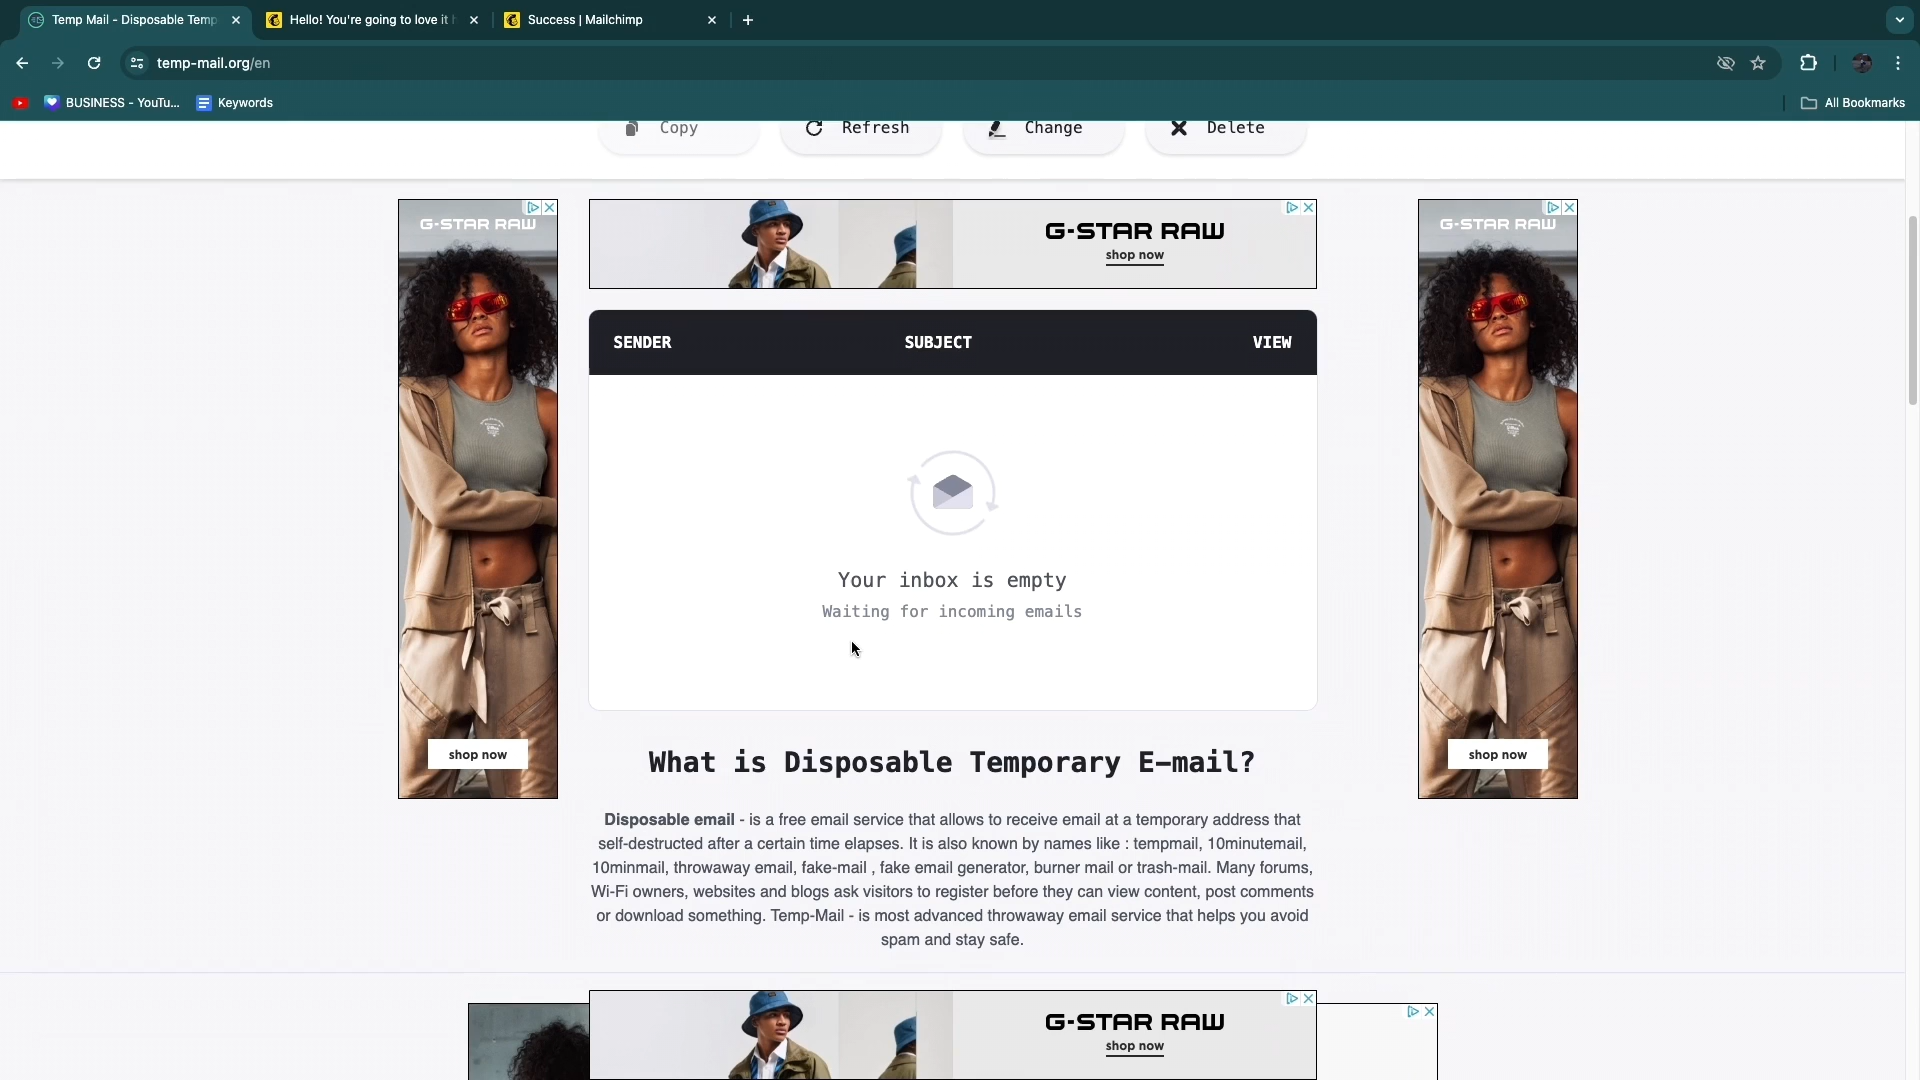 Temp Mail - Disposable Temp
Hello! You're going to love it h
Success | Mailchimp
temp-mail.org/en
BUSINESS - YouTu...
Keywords
All Bookmarks
Copy
Refresh
Change
Delete
G-STAR RAW
G-STAR RAW
shop now
G-STAR RAW
SENDER
SUBJECT
VIEW
Your inbox is empty
Waiting for incoming emails
shop now
shop now
What is Disposable Temporary E-mail?
Disposable email - is a free email service that allows to receive email at a temporary address that
self-destructed after a certain time elapses. It is also known by names like : tempmail, 10minutemail,
10minmail, throwaway email, fake-mail , fake email generator, burner mail or trash-mail. Many forums,
Wi-Fi owners, websites and blogs ask visitors to register before they can view content, post comments
or download something. Temp-Mail - is most advanced throwaway email service that helps you avoid
spam and stay safe.
G-STAR RAW
shop now